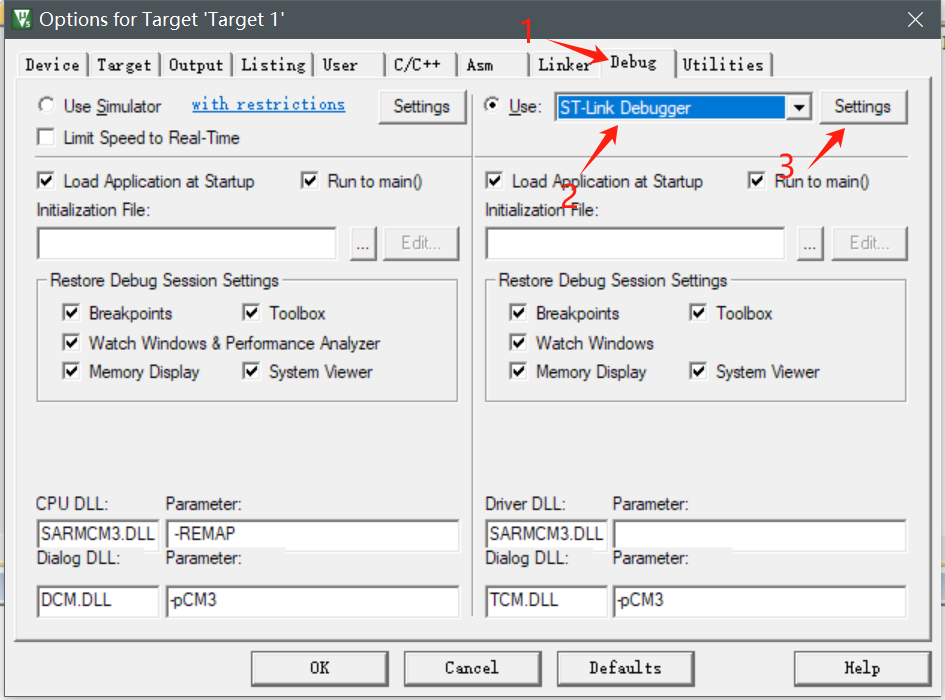 Options for Target 'Target 1'
1
Device Target Output Listing User C/C++ Asm Linker Debug Utilities
Use Simulator with restrictions Settings
Use: ST-Link Debugger Settings
Limit Speed to Real-Time
2
3
Load Application at Startup Run to main()
Initialization File:
... Edit...
Load Application at Startup Run to main()
Initialization File:
... Edit...
Restore Debug Session Settings
Breakpoints Toolbox
Watch Windows & Performance Analyzer
Memory Display System Viewer
Restore Debug Session Settings
Breakpoints Toolbox
Watch Windows
Memory Display System Viewer
CPU DLL: Parameter:
SARMCM3.DLL -REMAP
Dialog DLL: Parameter:
DCM.DLL -pCM3
Driver DLL: Parameter:
SARMCM3.DLL
Dialog DLL: Parameter:
TCM.DLL -pCM3
OK Cancel Defaults Help